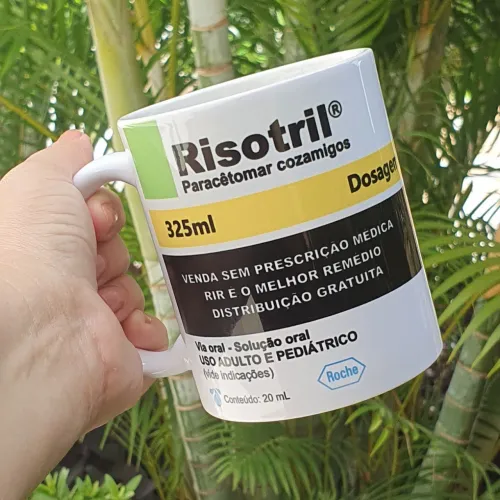 Risotril®
Paracêtomar cozamigos
325ml
Dosagem
VENDA SEM PRESCRIÇÃO MEDICA
RIR E O MELHOR REMEDIO
DISTRIBUIÇÃO GRATUITA
Via oral - Solução oral
USO ADULTO E PEDIÁTRICO
(vide indicações)
Roche
Conteúdo: 20 mL